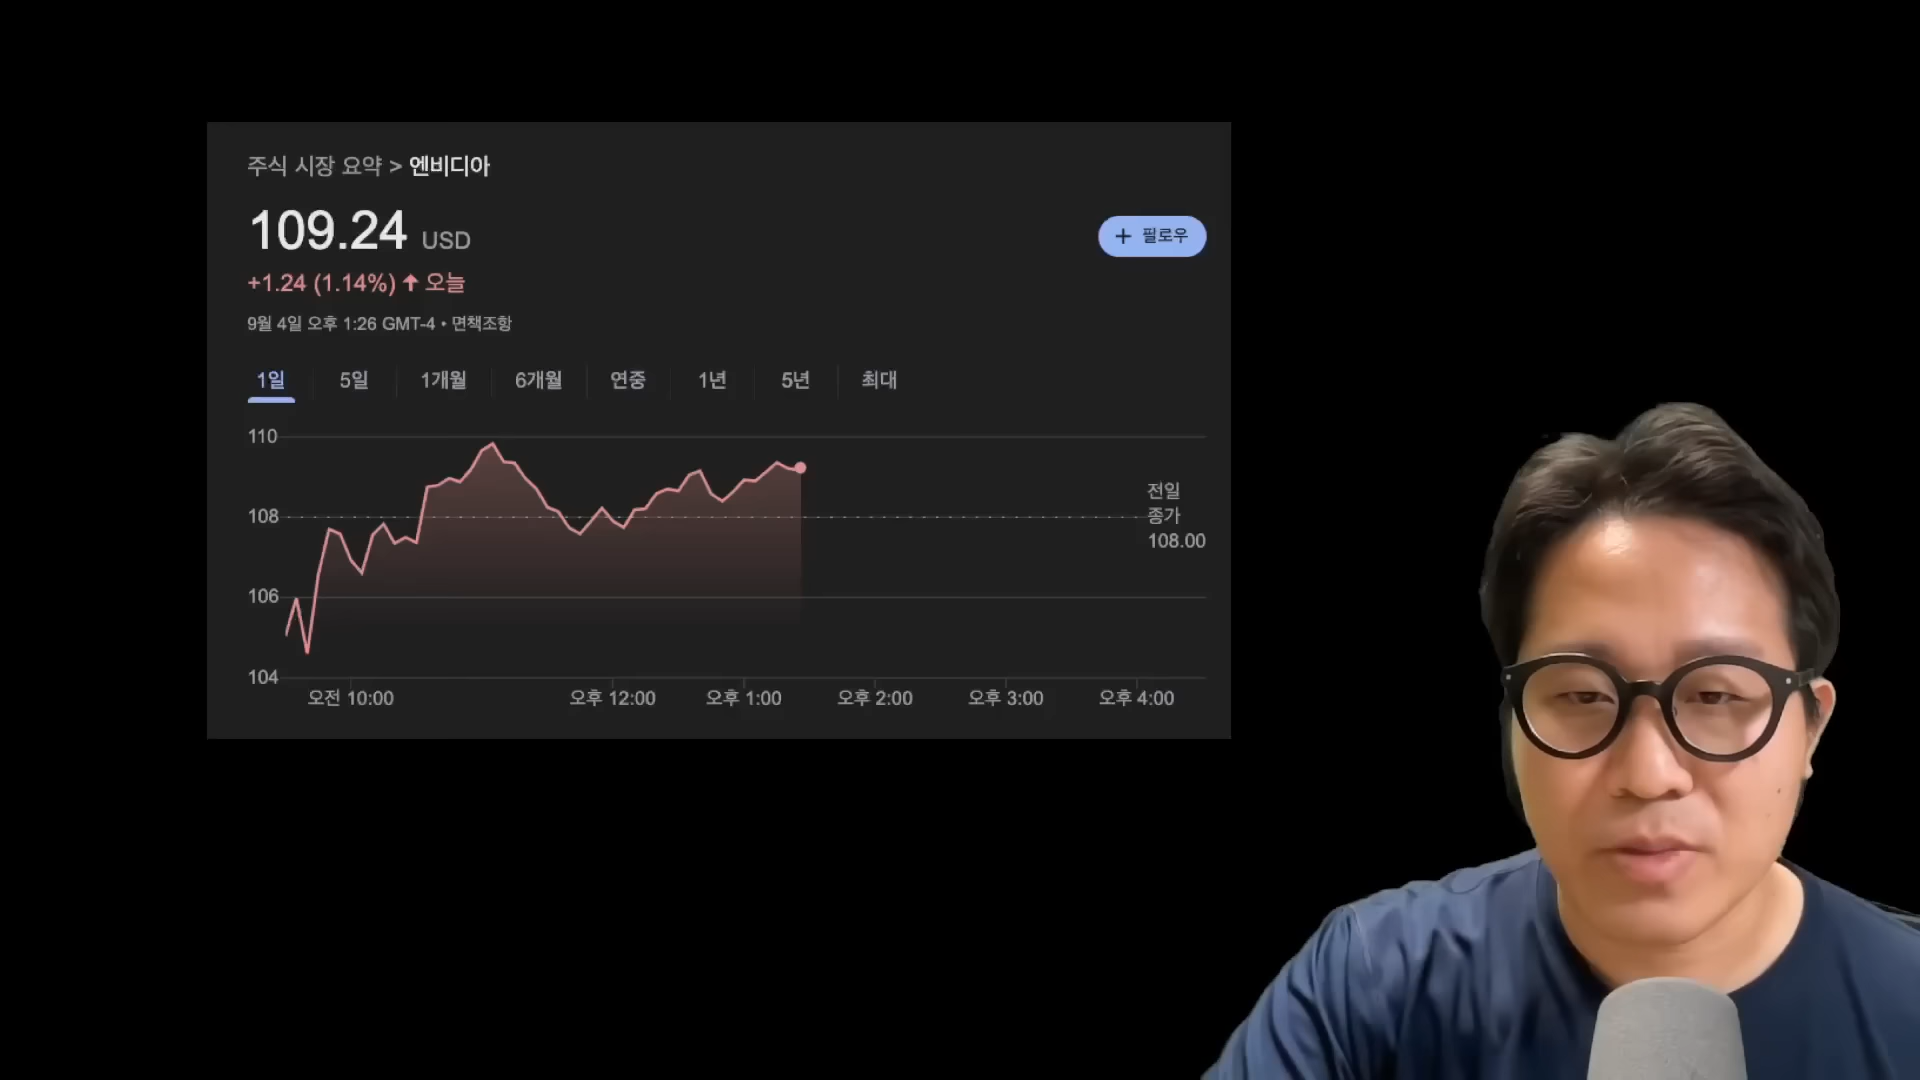 주식 시장 요약 > 엔비디아
109.24 USD
+ 필로우
+1.24 (1.14%) ↑ 오늘
9월 4일 오후 1:26 GMT-4 • 면책조항
1일 5일 1개월 6개월 연중 1년 5년 최대
110
108
106
104
전일
종가
108.00
오전 10:00 오후 12:00 오후 1:00 오후 2:00 오후 3:00 오후 4:00